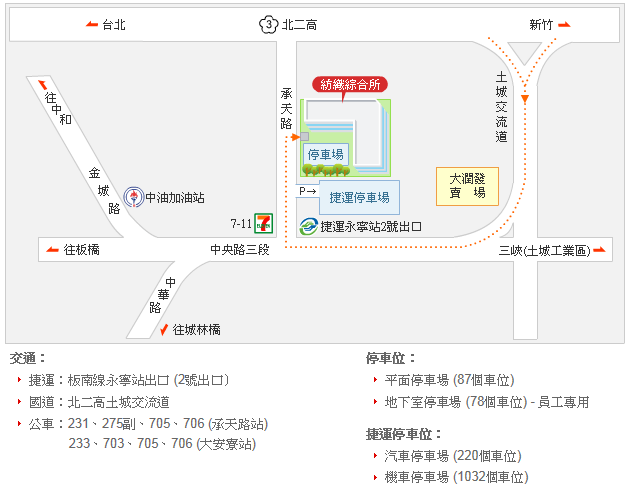 台北
3
北二高
新竹
往中和
承天路
紡織綜合所
土城交流道
停車場
金城路
中油加油站
P→
捷運停車場
大潤發
賣 場
7-11
7
ELEVEN
捷運永寧站2號出口
往板橋
中央路三段
三峽(土城工業區)
中華路
往城林橋
交通：
捷運：板南線永寧站出口 (2號出口)
國道：北二高土城交流道
公車：231、275副、705、706 (承天路站)
233、703、705、706 (大安寮站)
停車位：
平面停車場 (87個車位)
地下室停車場 (78個車位) - 員工專用
捷運停車位：
汽車停車場 (220個車位)
機車停車場 (1032個車位)